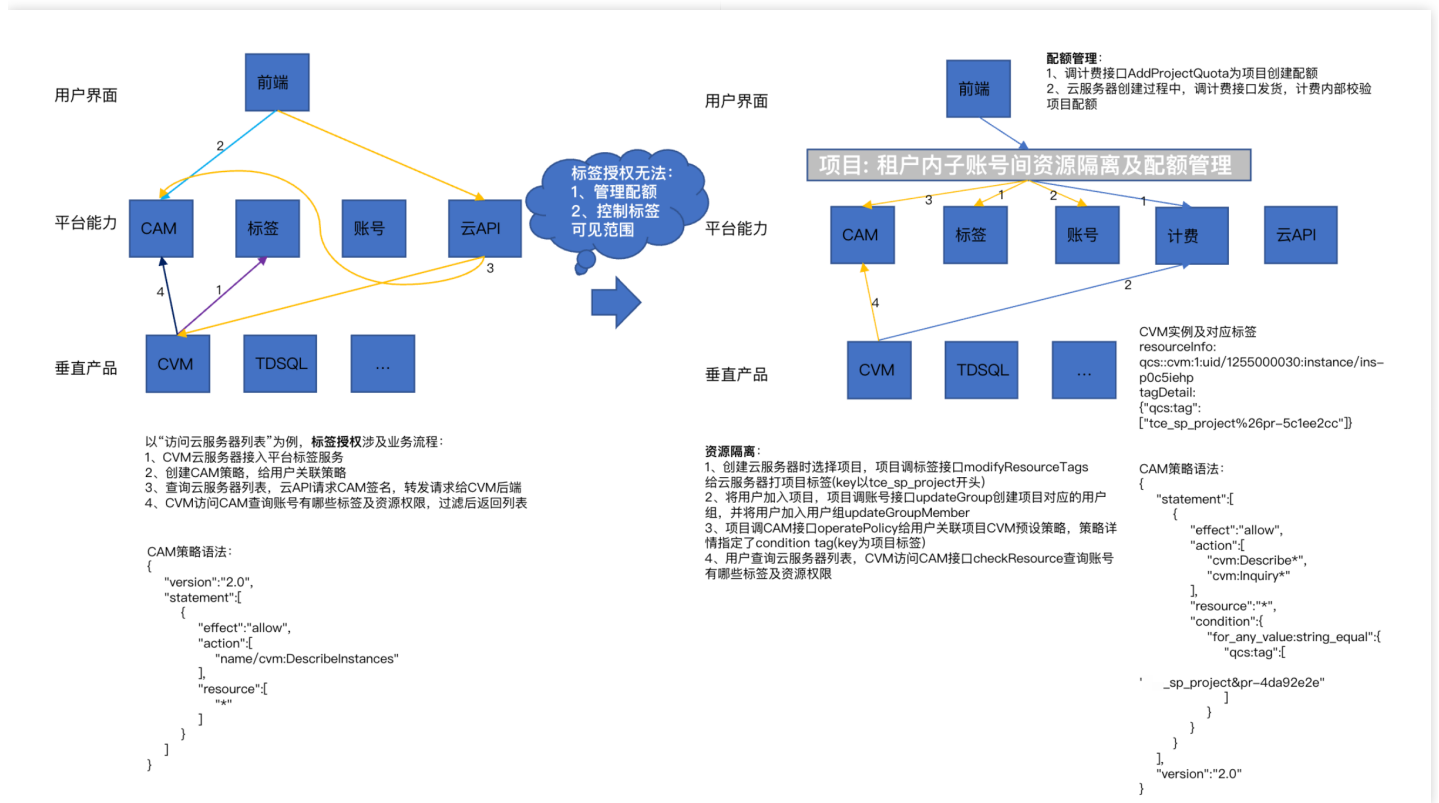 用户界面
前端
2
平台能力
CAM
标签
账号
云API
3
4
1
垂直产品
CVM
TDSQL
...
标签授权无法：
1、管理配额
2、控制标签
可见范围
以“访问云服务器列表”为例，标签授权涉及业务流程：
1、CVM云服务器接入平台标签服务
2、创建CAM策略，给用户关联策略
3、查询云服务器列表，云API请求CAM签名，转发请求给CVM后端
4、CVM访问CAM查询账号有哪些标签及资源权限，过滤后返回列表
CAM策略语法：
{
"version":"2.0",
"statement":[
{
"effect":"allow",
"action":[
"name/cvm:DescribeInstances"
],
"resource":[
"*"
]
}
]
}
用户界面
前端
配额管理：
1、调计费接口AddProjectQuota为项目创建配额
2、云服务器创建过程中，调计费接口发货，计费内部校验
项目配额
项目: 租户内子账号间资源隔离及配额管理
3
1
2
1
平台能力
CAM
标签
账号
计费
云API
4
2
垂直产品
CVM
TDSQL
...
CVM实例及对应标签
resourceInfo:
qcs::cvm:1:uid/1255000030:instance/ins-
p0c5iehp
tagDetail:
{"qcs:tag":
["tce_sp_project%26pr-5c1ee2cc"]}
资源隔离：
1、创建云服务器时选择项目，项目调标签接口modifyResourceTags
给云服务器打项目标签(key以tce_sp_project开头)
2、将用户加入项目，项目调账号接口updateGroup创建项目对应的用户
组，并将用户加入用户组updateGroupMember
3、项目调CAM接口operatePolicy给用户关联项目CVM预设策略，策略详
情指定了condition tag(key为项目标签)
4、用户查询云服务器列表，CVM访问CAM接口checkResource查询账号
有哪些标签及资源权限
CAM策略语法：
{
"statement":[
{
"effect":"allow",
"action":[
"cvm:Describe*",
"cvm:Inquiry*"
],
"resource":"*",
"condition":{
"for_any_value:string_equal":{
"qcs:tag":[
_sp_project&pr-4da92e2e"
]
}
}
}
],
"version":"2.0"
}